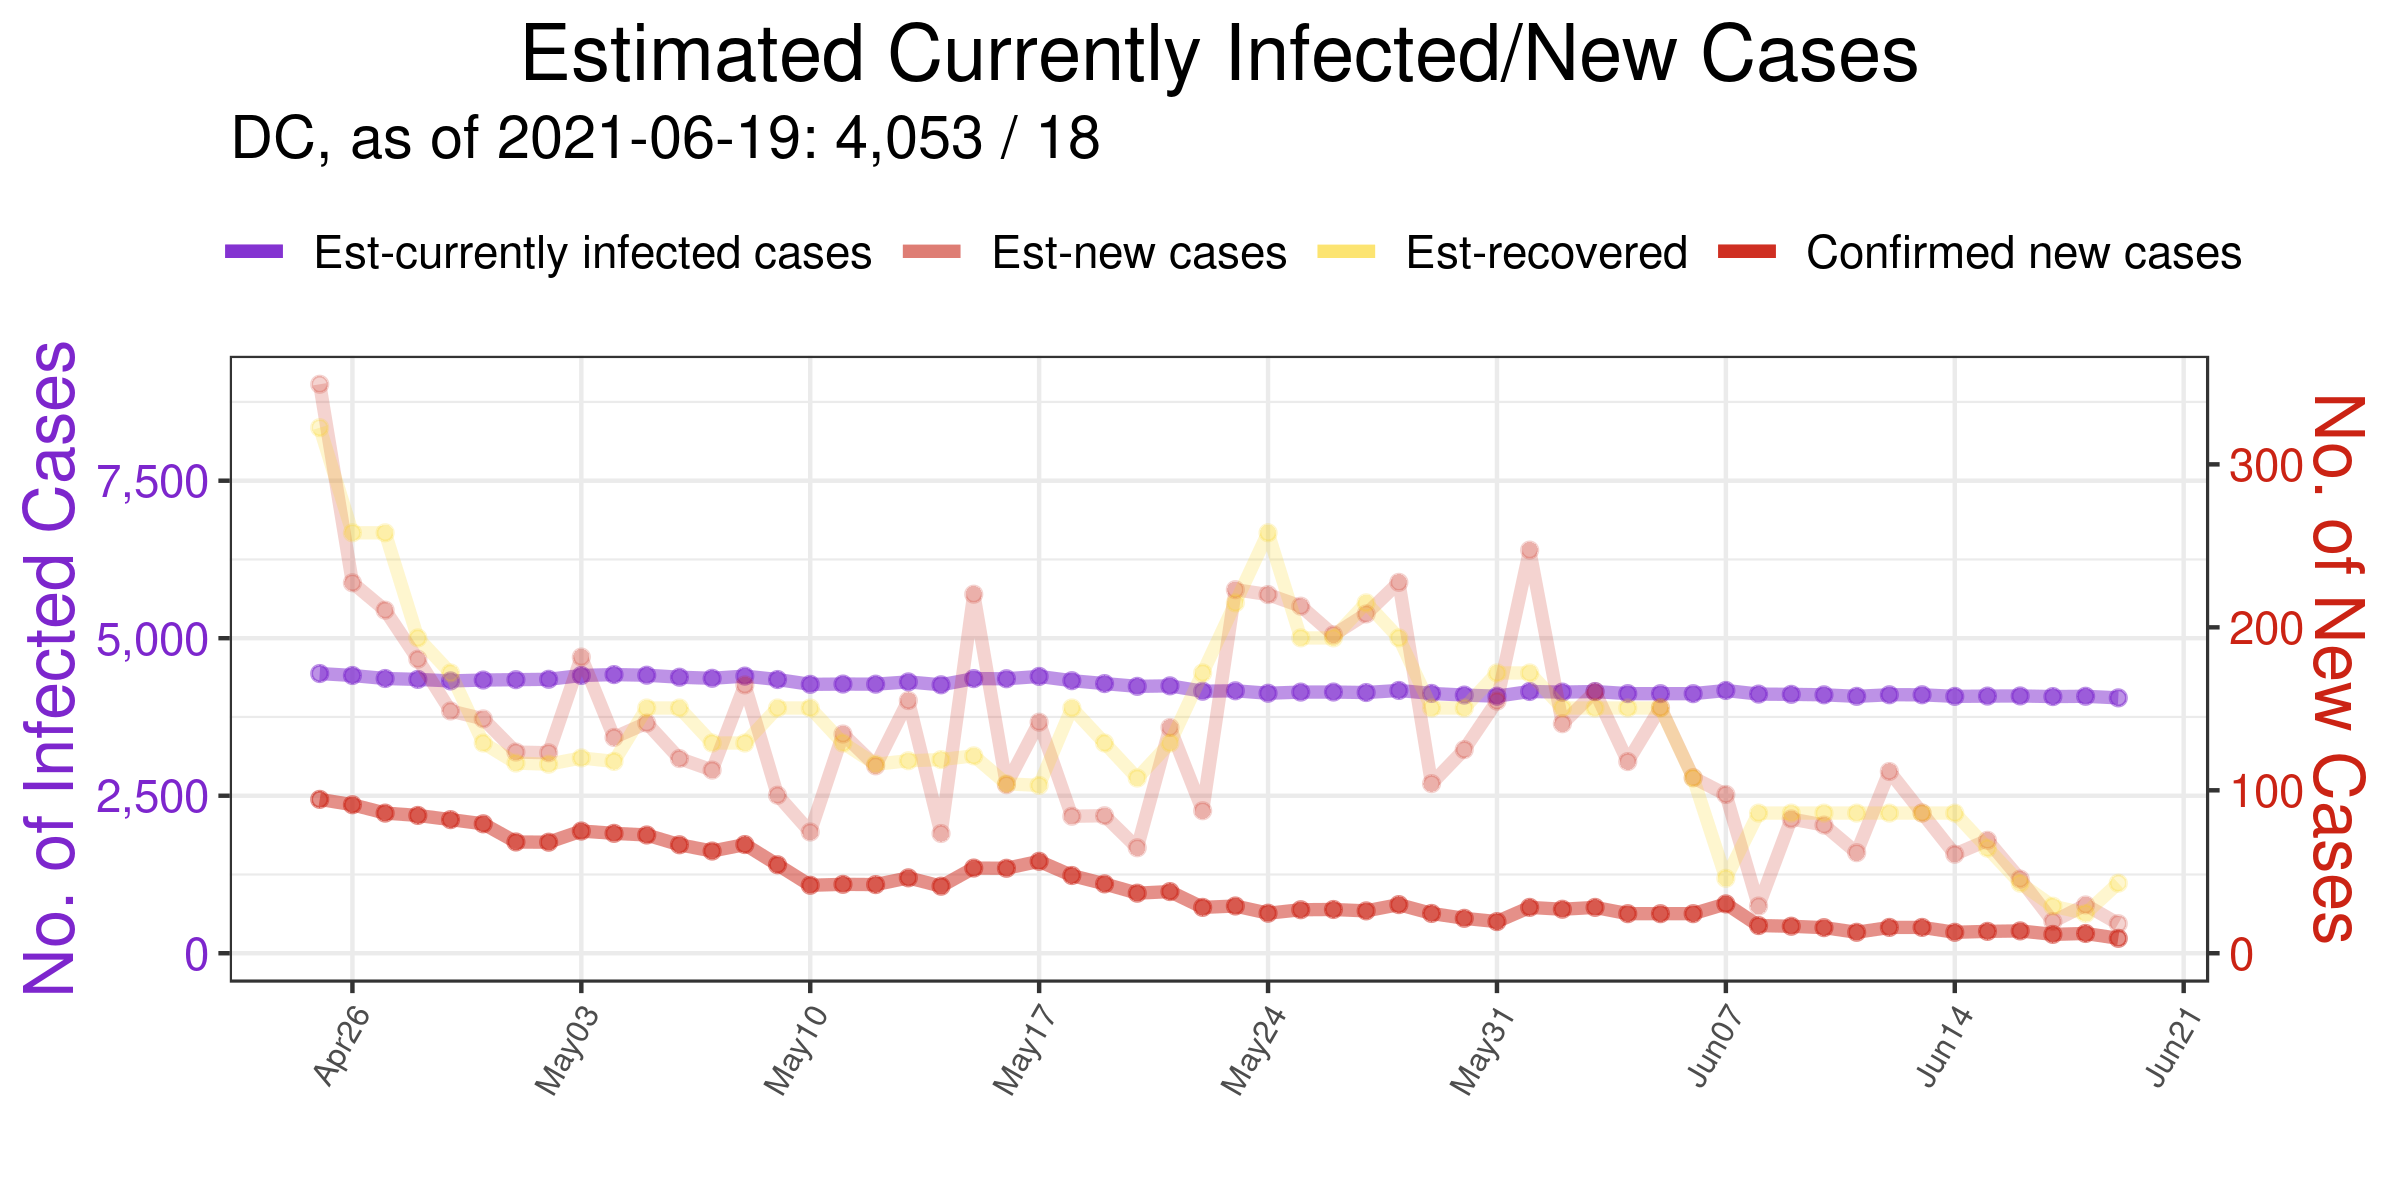 Estimated Currently Infected/New Cases
DC, as of 2021-06-19: 4,053 / 18
Est-currently infected cases Est-new cases Est-recovered Confirmed new cases
No. of Infected Cases
7,500
5,000
2,500
0
300
200
100
0
No. of New Cases
Apr26 May03 May10 May17 May24 May31 Jun07 Jun14 Jun21